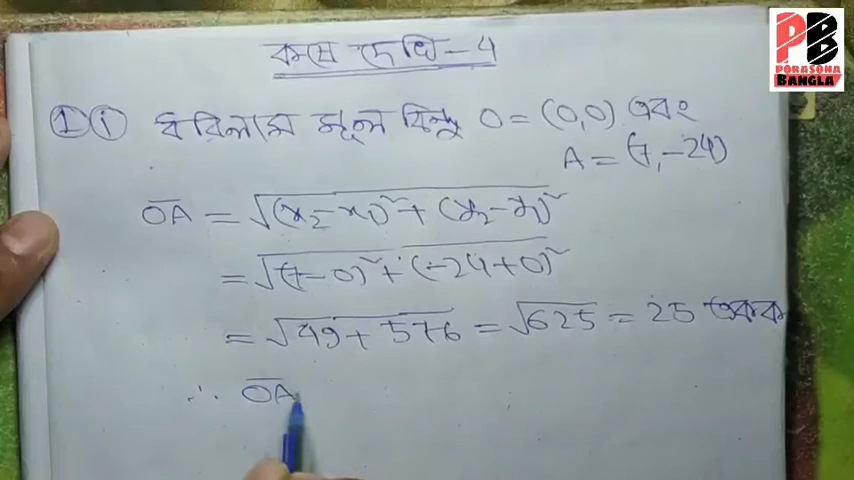 PB
PORASONA
BANGLA
কষে দেখি – 4
① ⓘ ধরিলাম মূল বিন্দু O = (0,0) এবং
A = (7, –24)
OA = √(x₂ – x₁)² + (y₂ – y₁)²
= √(7–0)² + (–24+0)²
= √49 + 576 = √625 = 25 একক
∴ OA